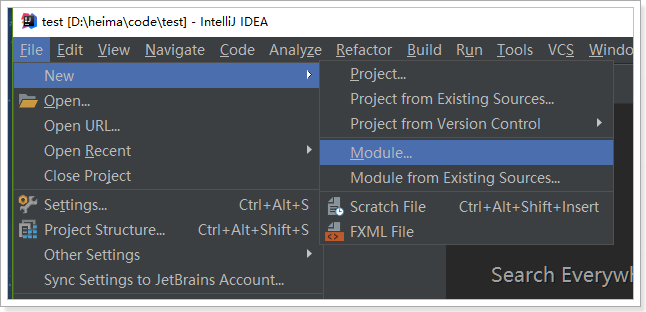 test [D:\heima\code\test] - IntelliJ IDEA
File Edit View Navigate Code Analyze Refactor Build Run Tools VCS
New
Open...
Open URL...
Open Recent
Close Project
Settings... Ctrl+Alt+S
Project Structure... Ctrl+Alt+Shift+S
Other Settings
Sync Settings to JetBrains Account...
Project...
Project from Existing Sources...
Project from Version Control
Module...
Module from Existing Sources...
Scratch File Ctrl+Alt+Shift+Insert
FXML File
Search